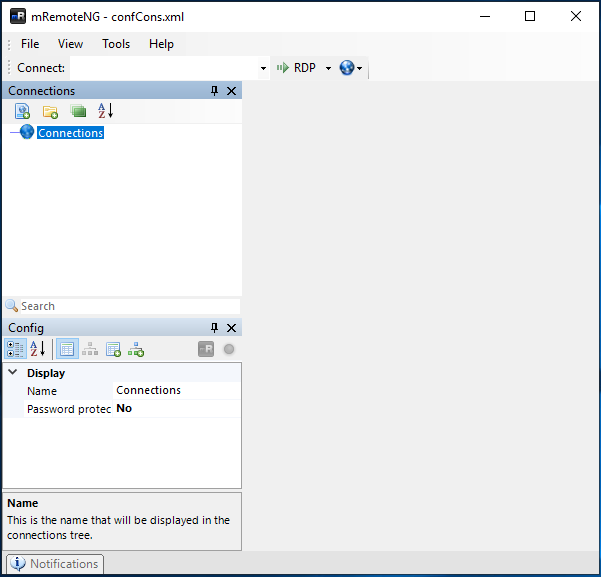 mRemoteNG - confCons.xml
File View Tools Help
Connect: RDP
Connections
Connections
Search
Config
Display
Name Connections
Password protec No
Name
This is the name that will be displayed in the
connections tree.
Notifications